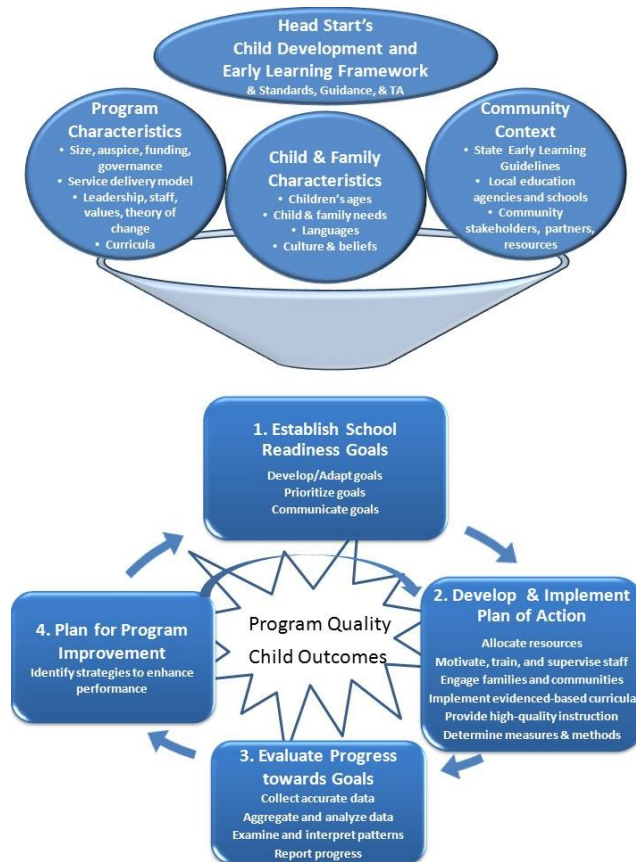 Head Start's
Child Development and
Early Learning Framework
& Standards, Guidance, & TA
Program
Characteristics
• Size, auspice, funding,
governance
• Service delivery model
• Leadership, staff,
values, theory of
change
• Curricula
Child & Family
Characteristics
• Children's ages
• Child & family needs
• Languages
• Culture & beliefs
Community
Context
• State Early Learning
Guidelines
• Local education
agencies and schools
• Community
stakeholders, partners,
resources
1. Establish School
Readiness Goals
Develop/Adapt goals
Prioritize goals
Communicate goals
2. Develop & Implement
Plan of Action
Allocate resources
Motivate, train, and supervise staff
Engage families and communities
Implement evidenced-based curricula
Provide high-quality instruction
Determine measures & methods
3. Evaluate Progress
towards Goals
Collect accurate data
Aggregate and analyze data
Examine and interpret patterns
Report progress
4. Plan for Program
Improvement
Identify strategies to enhance
performance
Program Quality
Child Outcomes